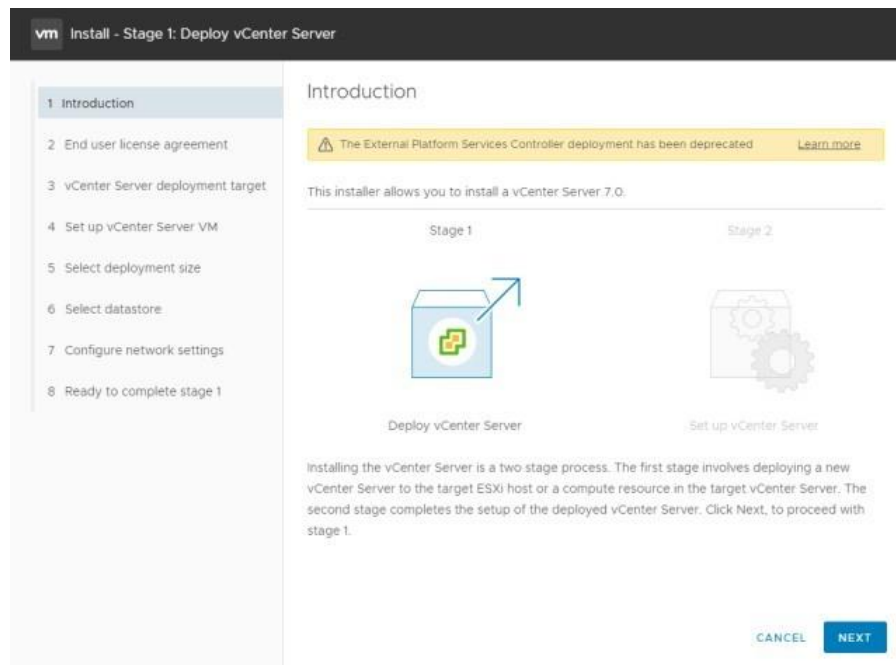 vm Install - Stage 1: Deploy vCenter Server
1 Introduction
2 End user license agreement
3 vCenter Server deployment target
4 Set up vCenter Server VM
5 Select deployment size
6 Select datastore
7 Configure network settings
8 Ready to complete stage 1
Introduction
The External Platform Services Controller deployment has been deprecated Learn more
This installer allows you to install a vCenter Server 7.0.
Stage 1 Stage 2
Deploy vCenter Server Set up vCenter Server
Installing the vCenter Server is a two stage process. The first stage involves deploying a new
vCenter Server to the target ESXi host or a compute resource in the target vCenter Server. The
second stage completes the setup of the deployed vCenter Server. Click Next, to proceed with
stage 1.
CANCEL NEXT